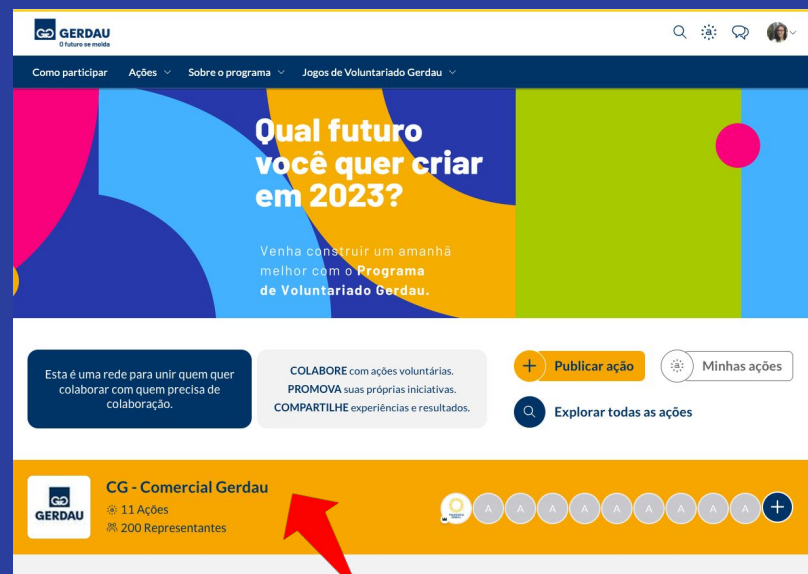 GG GERDAU
O futuro se molda
Como participar Ações Sobre o programa Jogos de Voluntariado Gerdau
Qual futuro
você quer criar
em 2023?
Venha construir um amanhã
melhor com o Programa
de Voluntariado Gerdau.
Esta é uma rede para unir quem quer
colaborar com quem precisa de
colaboração.
COLABORE com ações voluntárias.
PROMOVA suas próprias iniciativas.
COMPARTILHE experiências e resultados.
+ Publicar ação
:a: Minhas ações
Explorar todas as ações
GG
GERDAU
CG - Comercial Gerdau
11 Ações
200 Representantes
A A A A A A A A A +